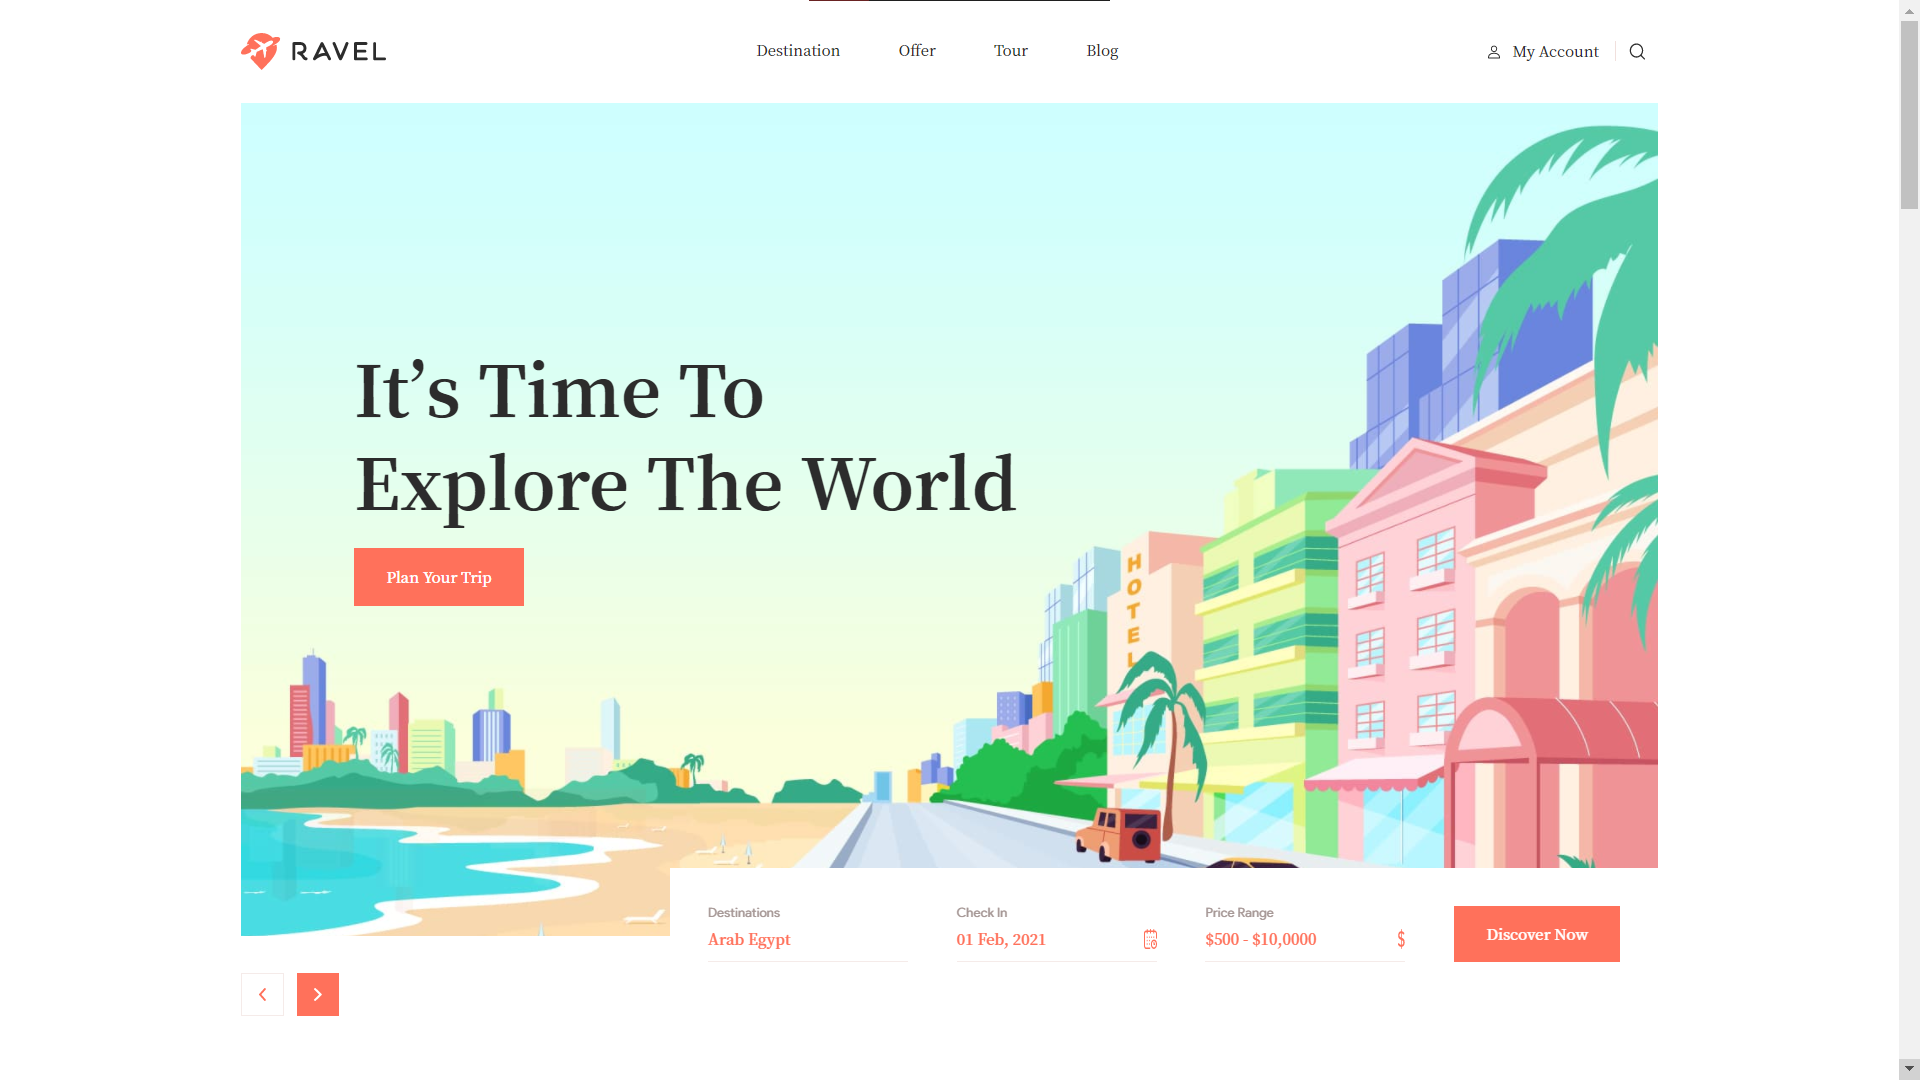 RAVEL
Destination
Offer
Tour
Blog
My Account
It’s Time To
Explore The World
Plan Your Trip
HOTEL
Destinations
Arab Egypt
Check In
01 Feb, 2021
Price Range
$500 - $10,0000
$
Discover Now